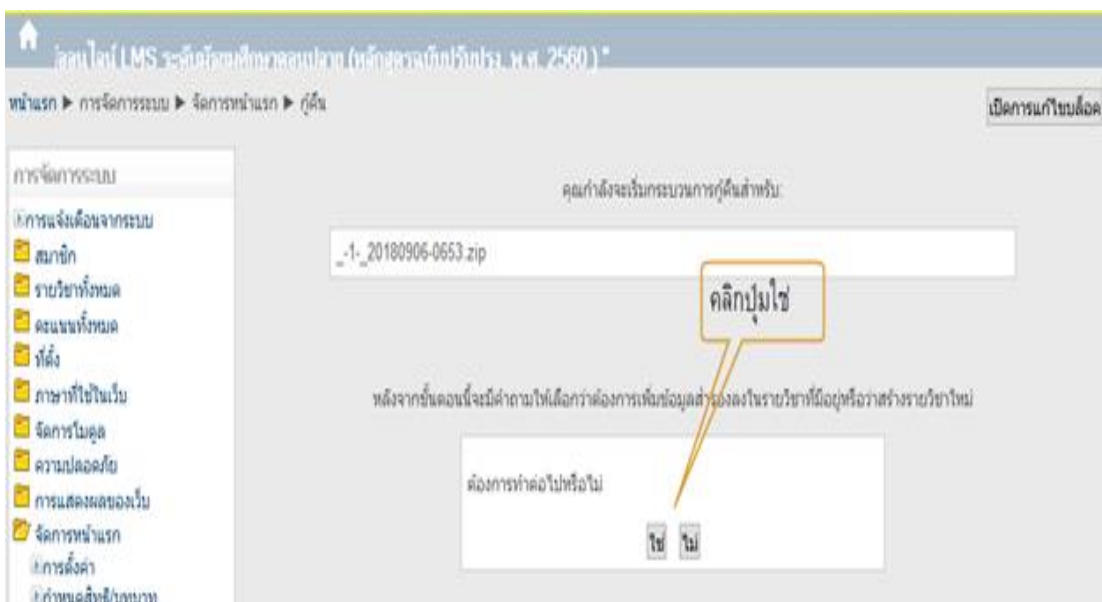 LMS ระดับมัธยมศึกษาตอนปลาย (หลักสูตรฉบับปรับปรุง พ.ศ. 2560 ) "
หน้าแรก ▶ การจัดการระบบ ▶ จัดการหน้าแรก ▶ กู้คืน
เปิดการแก้ไขบล็อค
การจัดการระบบ
การแจ้งเตือนจากระบบ
สมาชิก
รายวิชาทั้งหมด
คะแนนทั้งหมด
ที่ตั้ง
ภาษาที่ใช้ในเว็บ
จัดการโมดูล
ความปลอดภัย
การแสดงผลของเว็บ
จัดการหน้าแรก
การตั้งค่า
กำหนดสิทธิ์/บทบาท
คุณกำลังจะเริ่มกระบวนการกู้คืนสำหรับ:
_-1-_20180906-0653.zip
คลิกปุ่มใช่
หลังจากขั้นตอนนี้จะมีคำถามให้เลือกว่าต้องการเพิ่มข้อมูลสำรองลงในรายวิชาที่มีอยู่หรือว่าสร้างรายวิชาใหม่
ต้องการทำต่อไปหรือไม่
ใช่ ไม่